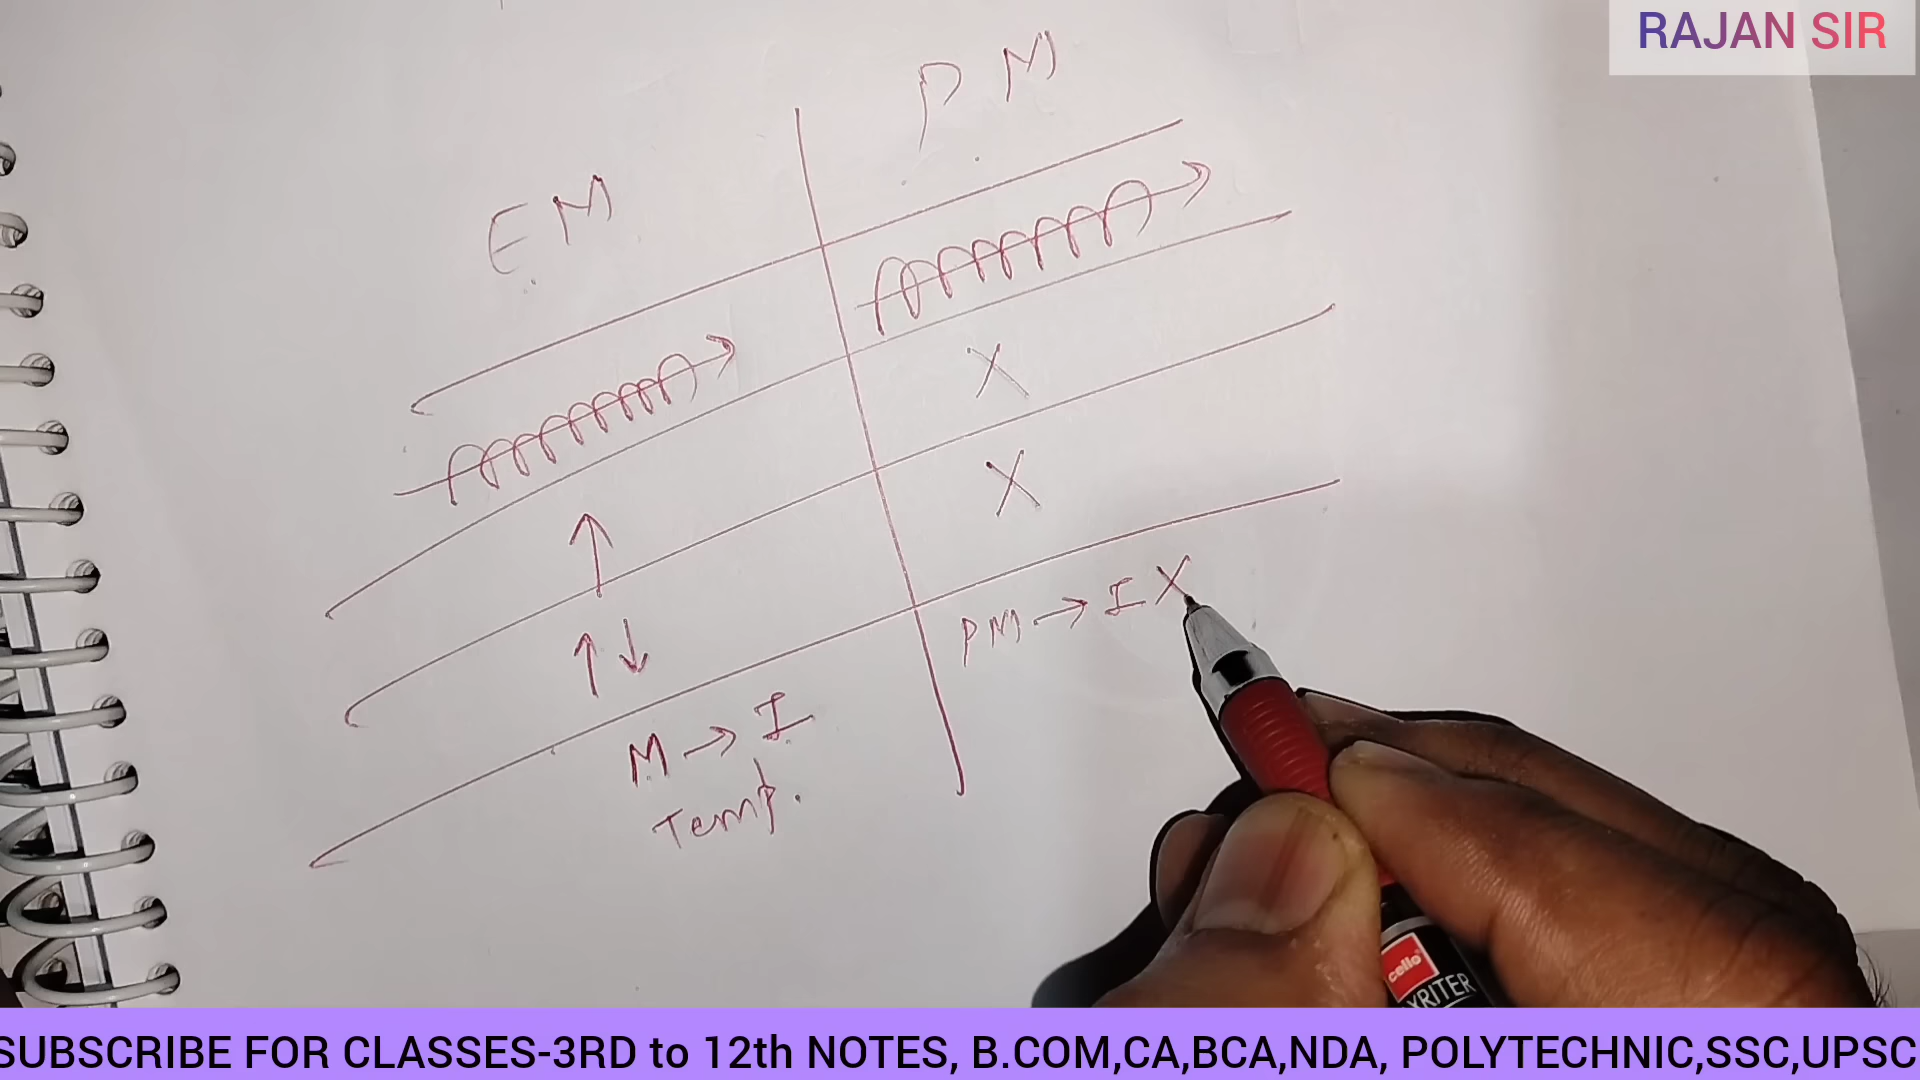 RAJAN SIR
EM
PM
X
X
↑
↑ ↓
PM → I X
M → I
Temp.
cello
WRITER
SUBSCRIBE FOR CLASSES-3RD to 12th NOTES, B.COM,CA,BCA,NDA, POLYTECHNIC,SSC,UPSC